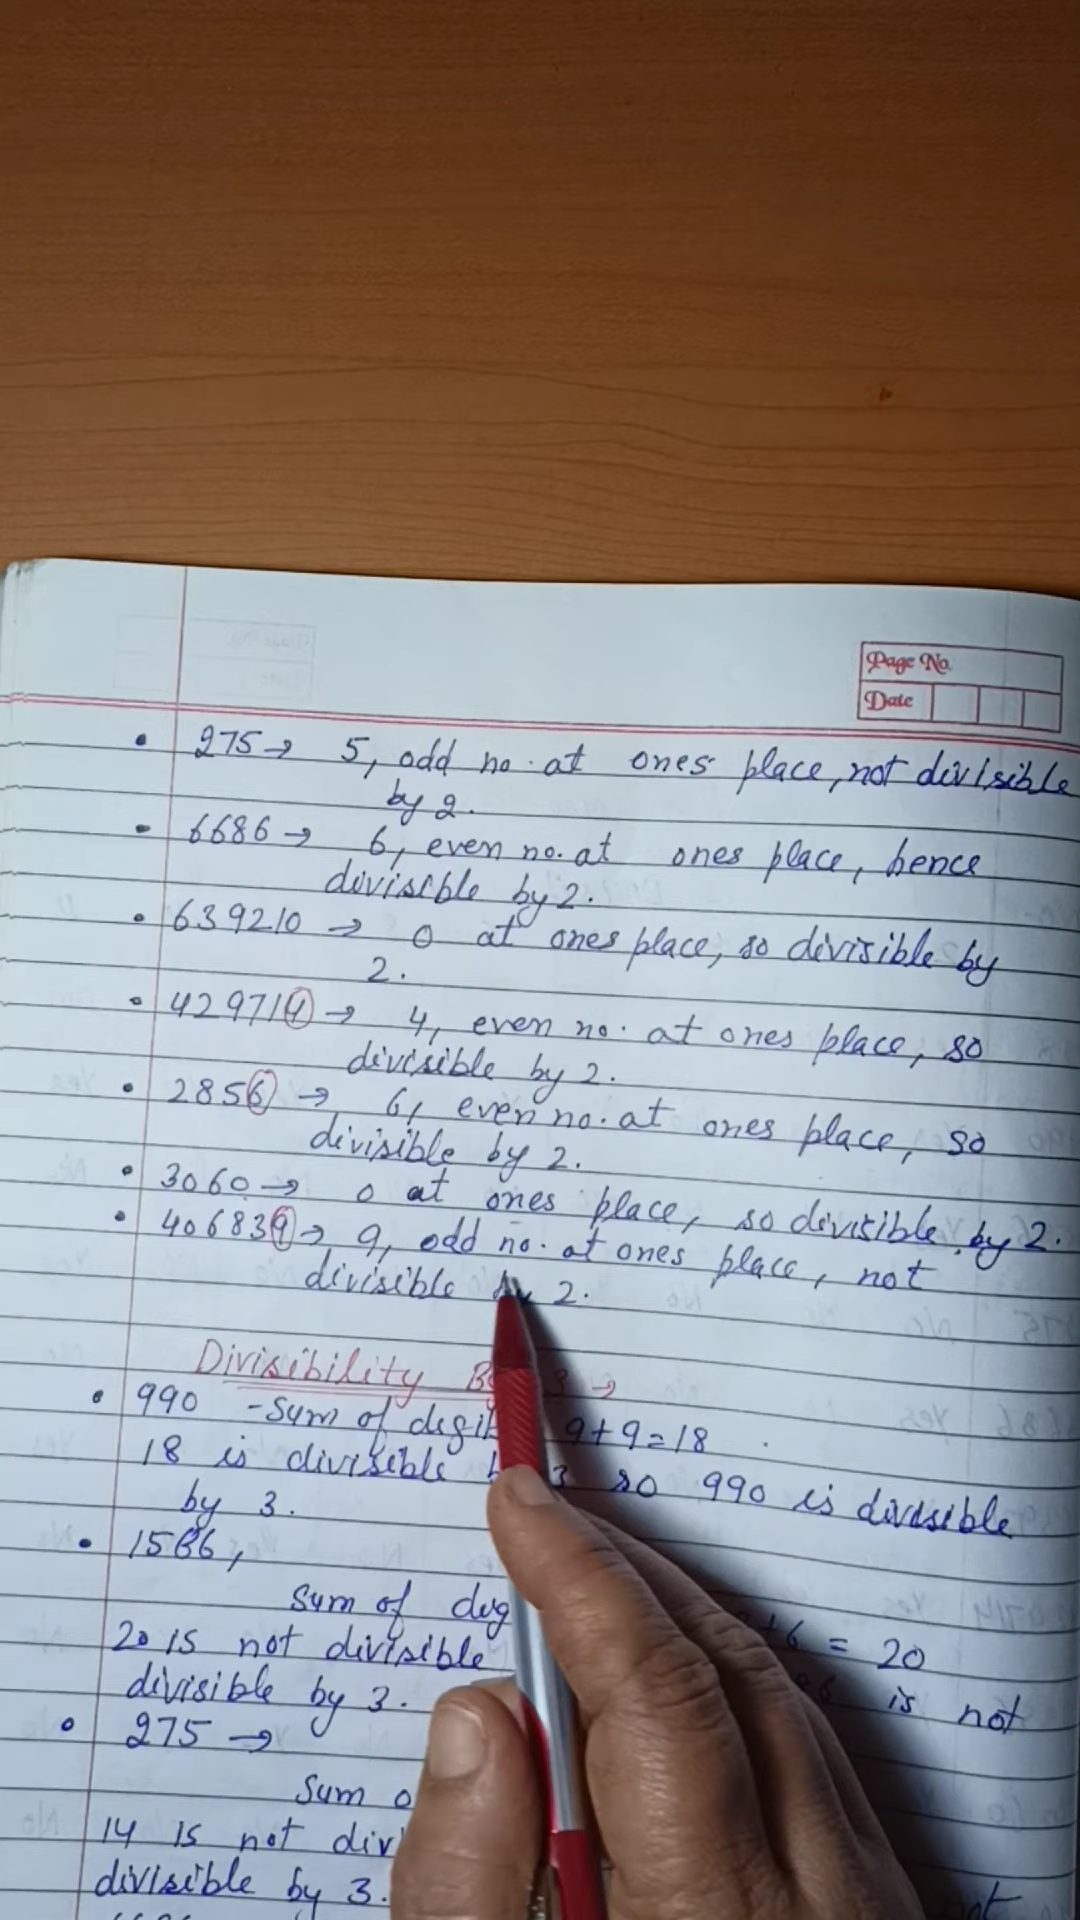 Page No.
Date
• 275 → 5, odd no. at ones place, not divisible
by 2.
• 6686 → 6, even no. at ones place, hence
divisible by 2.
• 639210 → 0 at ones place, so divisible by
2.
• 429714 → 4, even no. at ones place, so
divisible by 2.
• 2856 → 6, even no. at ones place, so
divisible by 2.
• 3060 → 0 at ones place, so divisible by 2.
• 406839 → 9, odd no. at ones place, not
divisible by 2.
Divisibility 3 →
• 990 - Sum of 9+9=18
18 is divisible 3 so 990 is divisible
by 3.
• 1586,
Sum of +6 = 20
20 is not divisible is not
divisible by 3.
• 275 →
Sum
14 is not
divisible by 3. not